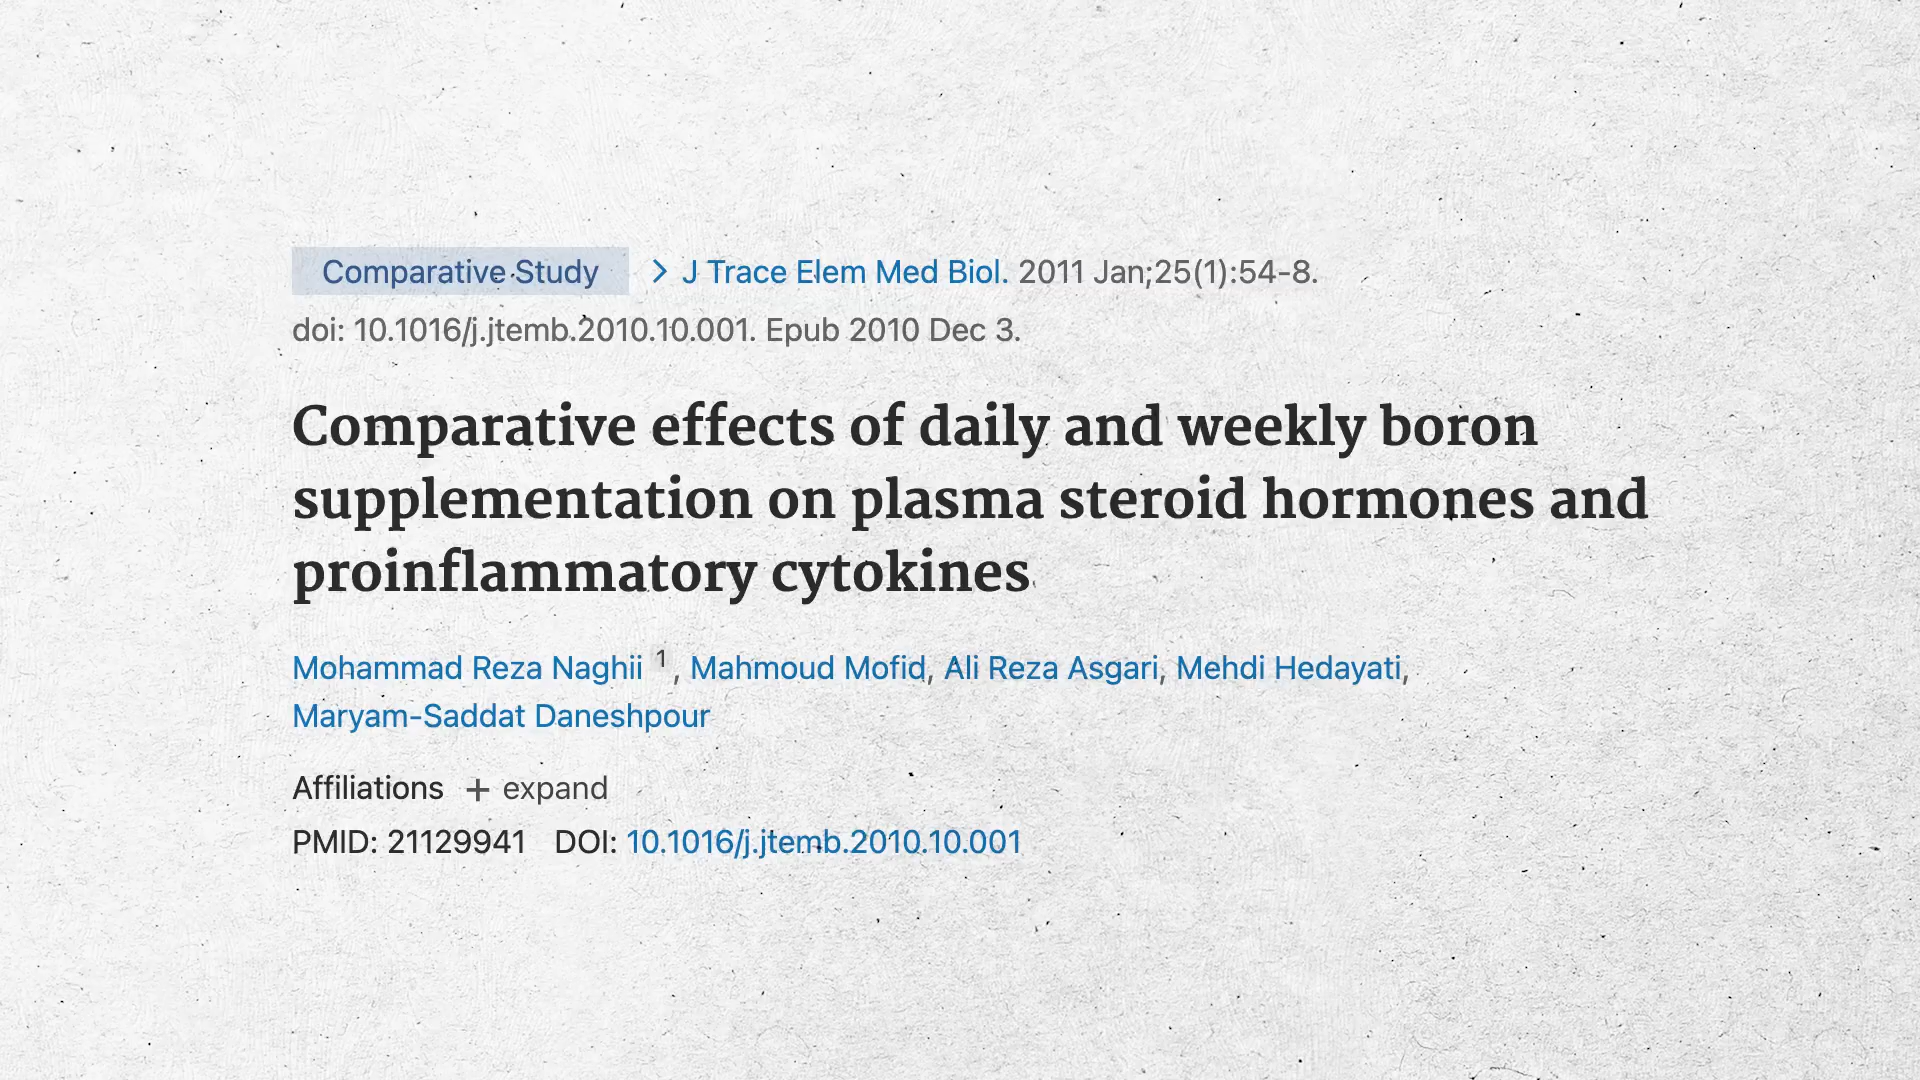 Comparative Study > J Trace Elem Med Biol. 2011 Jan;25(1):54-8.
doi: 10.1016/j.jtemb.2010.10.001. Epub 2010 Dec 3.
Comparative effects of daily and weekly boron
supplementation on plasma steroid hormones and
proinflammatory cytokines
Mohammad Reza Naghii 1, Mahmoud Mofid, Ali Reza Asgari, Mehdi Hedayati,
Maryam-Saddat Daneshpour
Affiliations + expand
PMID: 21129941 DOI: 10.1016/j.jtemb.2010.10.001